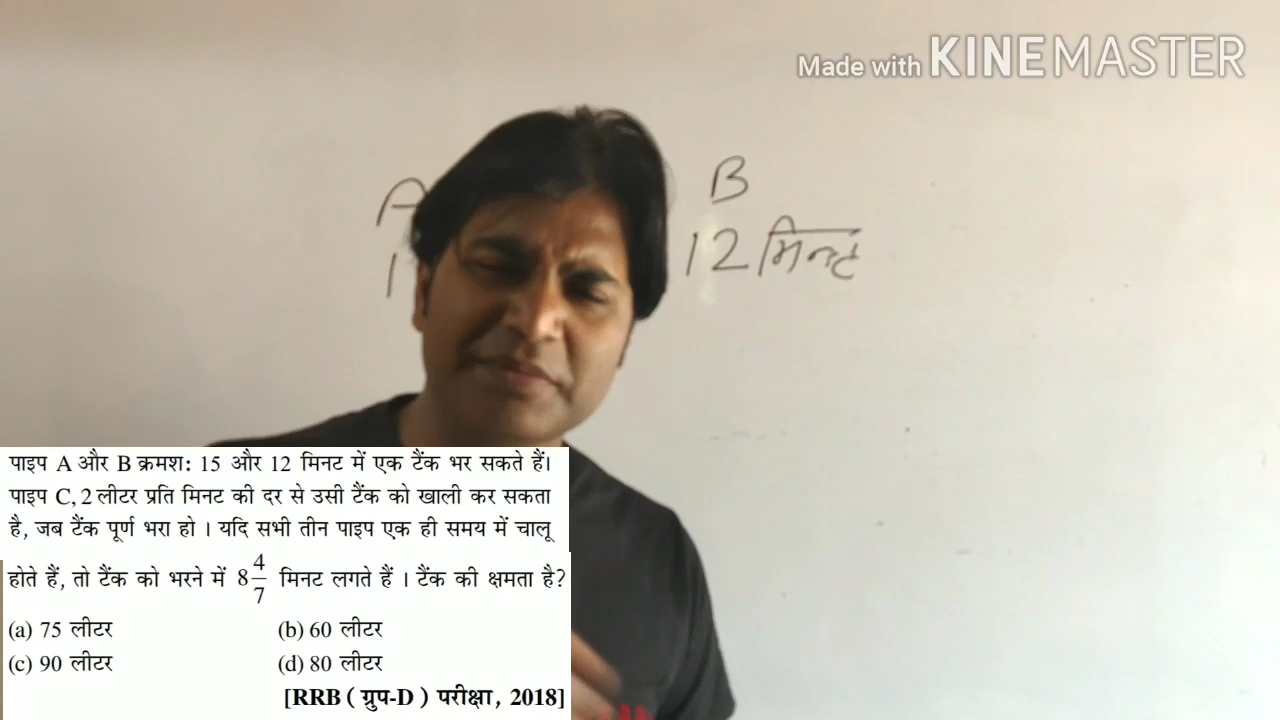 Made with KINEMASTER
A B
1 12 मिनट
पाइप A और B क्रमश: 15 और 12 मिनट में एक टैंक भर सकते हैं।
पाइप C, 2 लीटर प्रति मिनट की दर से उसी टैंक को खाली कर सकता
है, जब टैंक पूर्ण भरा हो । यदि सभी तीन पाइप एक ही समय में चालू
होते हैं, तो टैंक को भरने में 8 4/7 मिनट लगते हैं । टैंक की क्षमता है?
(a) 75 लीटर (b) 60 लीटर
(c) 90 लीटर (d) 80 लीटर
[RRB ( ग्रुप-D ) परीक्षा, 2018]